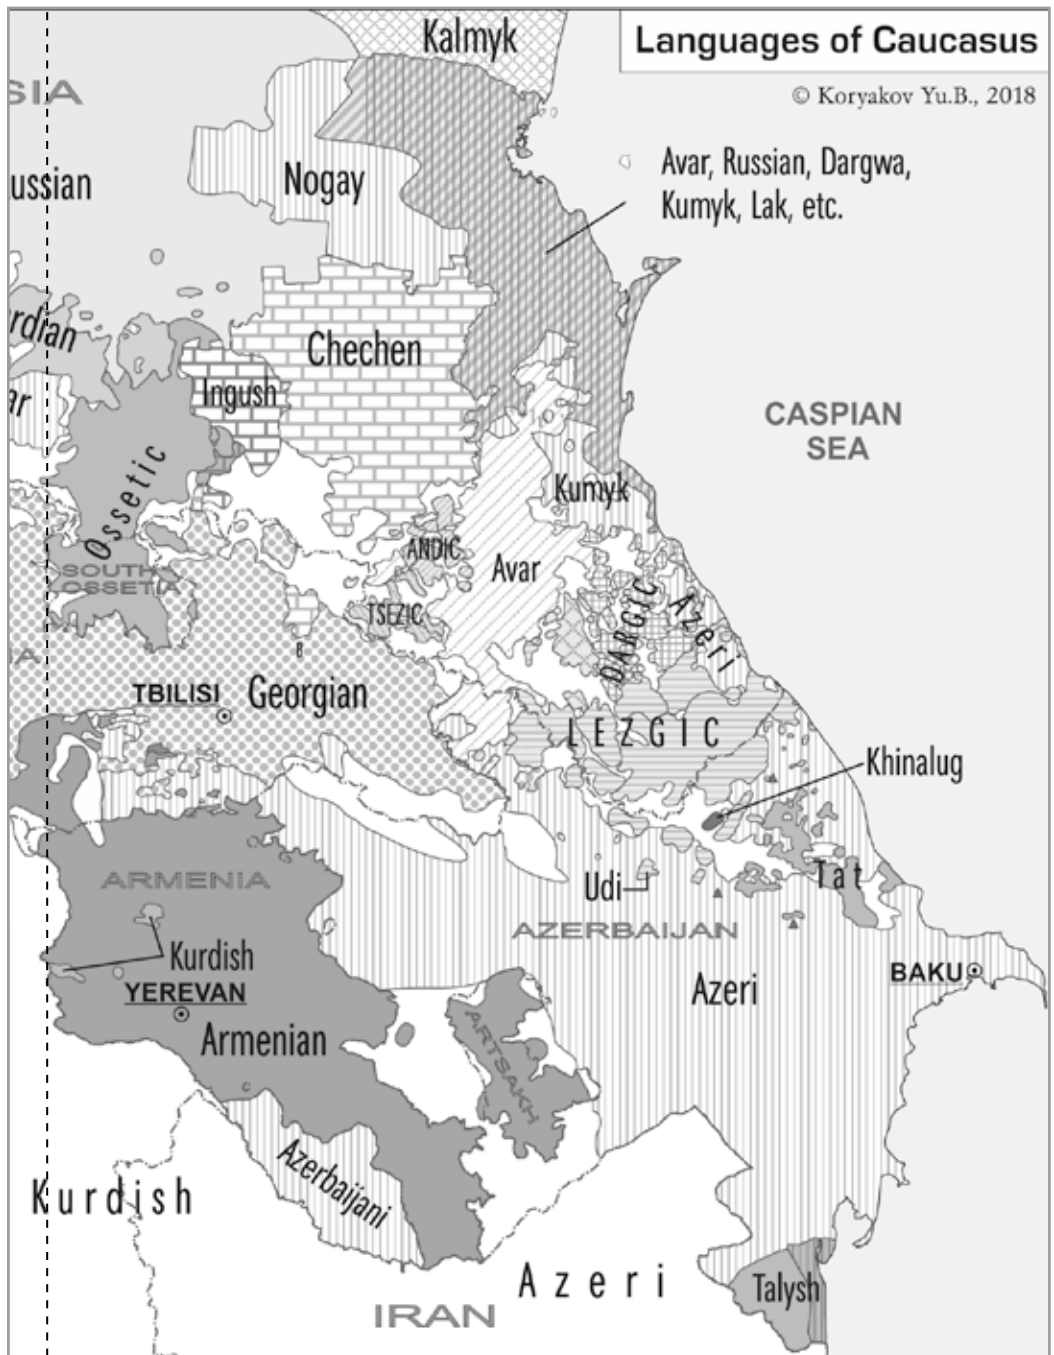 Kalmyk
Languages of Caucasus
© Koryakov Yu.B., 2018
SIA
Nogay
Avar, Russian, Dargwa,
Kumyk, Lak, etc.
ussian
rdian
Chechen
Ingush
ar
CASPIAN
SEA
Ossetic
Kumyk
ANDIC
Avar
SOUTH
OSSETIA
TSEZIC
DARGIC
Azeri
B
A
TBILISI
Georgian
LEZGIC
Khinalug
ARMENIA
Udi
Tat
AZERBAIJAN
Kurdish
YEREVAN
Azeri
BAKU
Armenian
ARTSAKH
Azerbaijani
Kurdish
Azeri
Talysh
IRAN